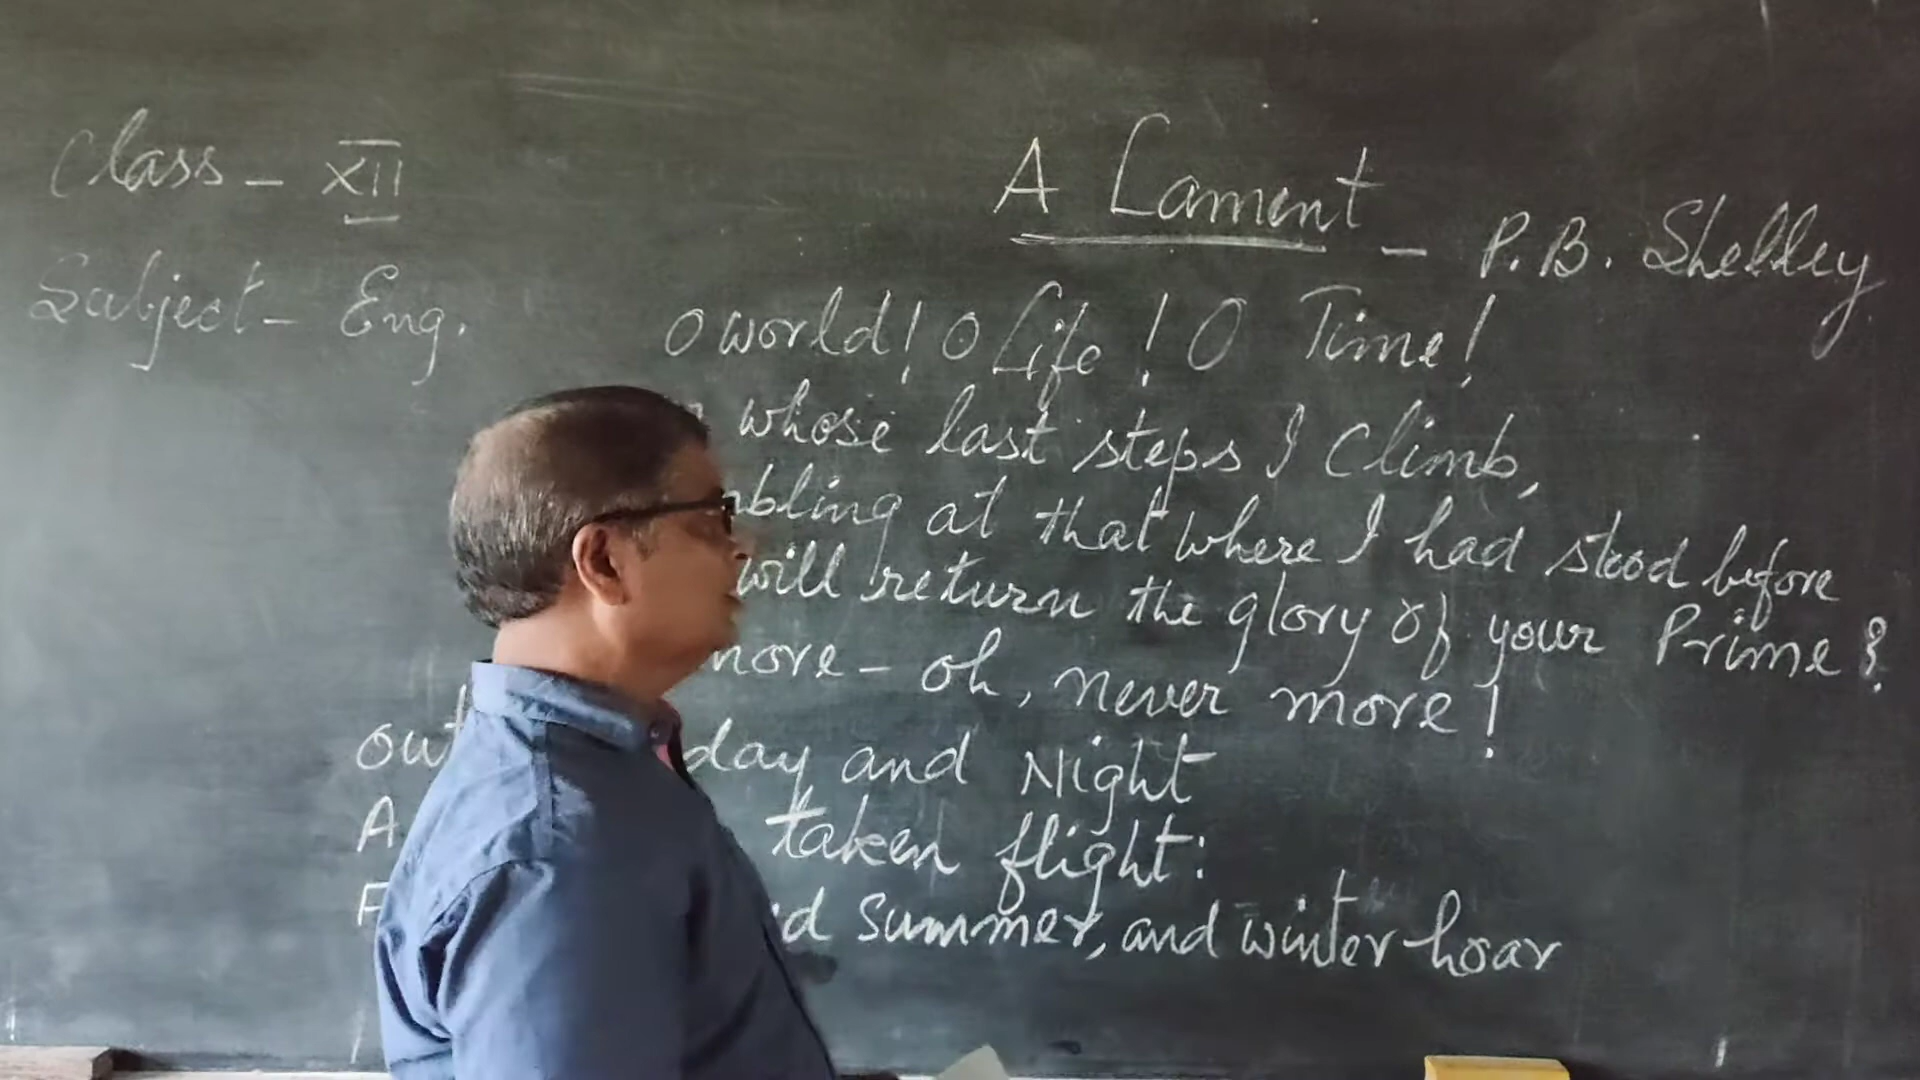 Class - XII
Subject - Eng.
A Lament
- P. B. Shelley
O world! O Life! O Time!
whose last steps I Climb,
at that where I had stood before
will return the glory of your Prime?
more - oh, never more!
day and Night
A taken flight:
Summer, and winter hoar